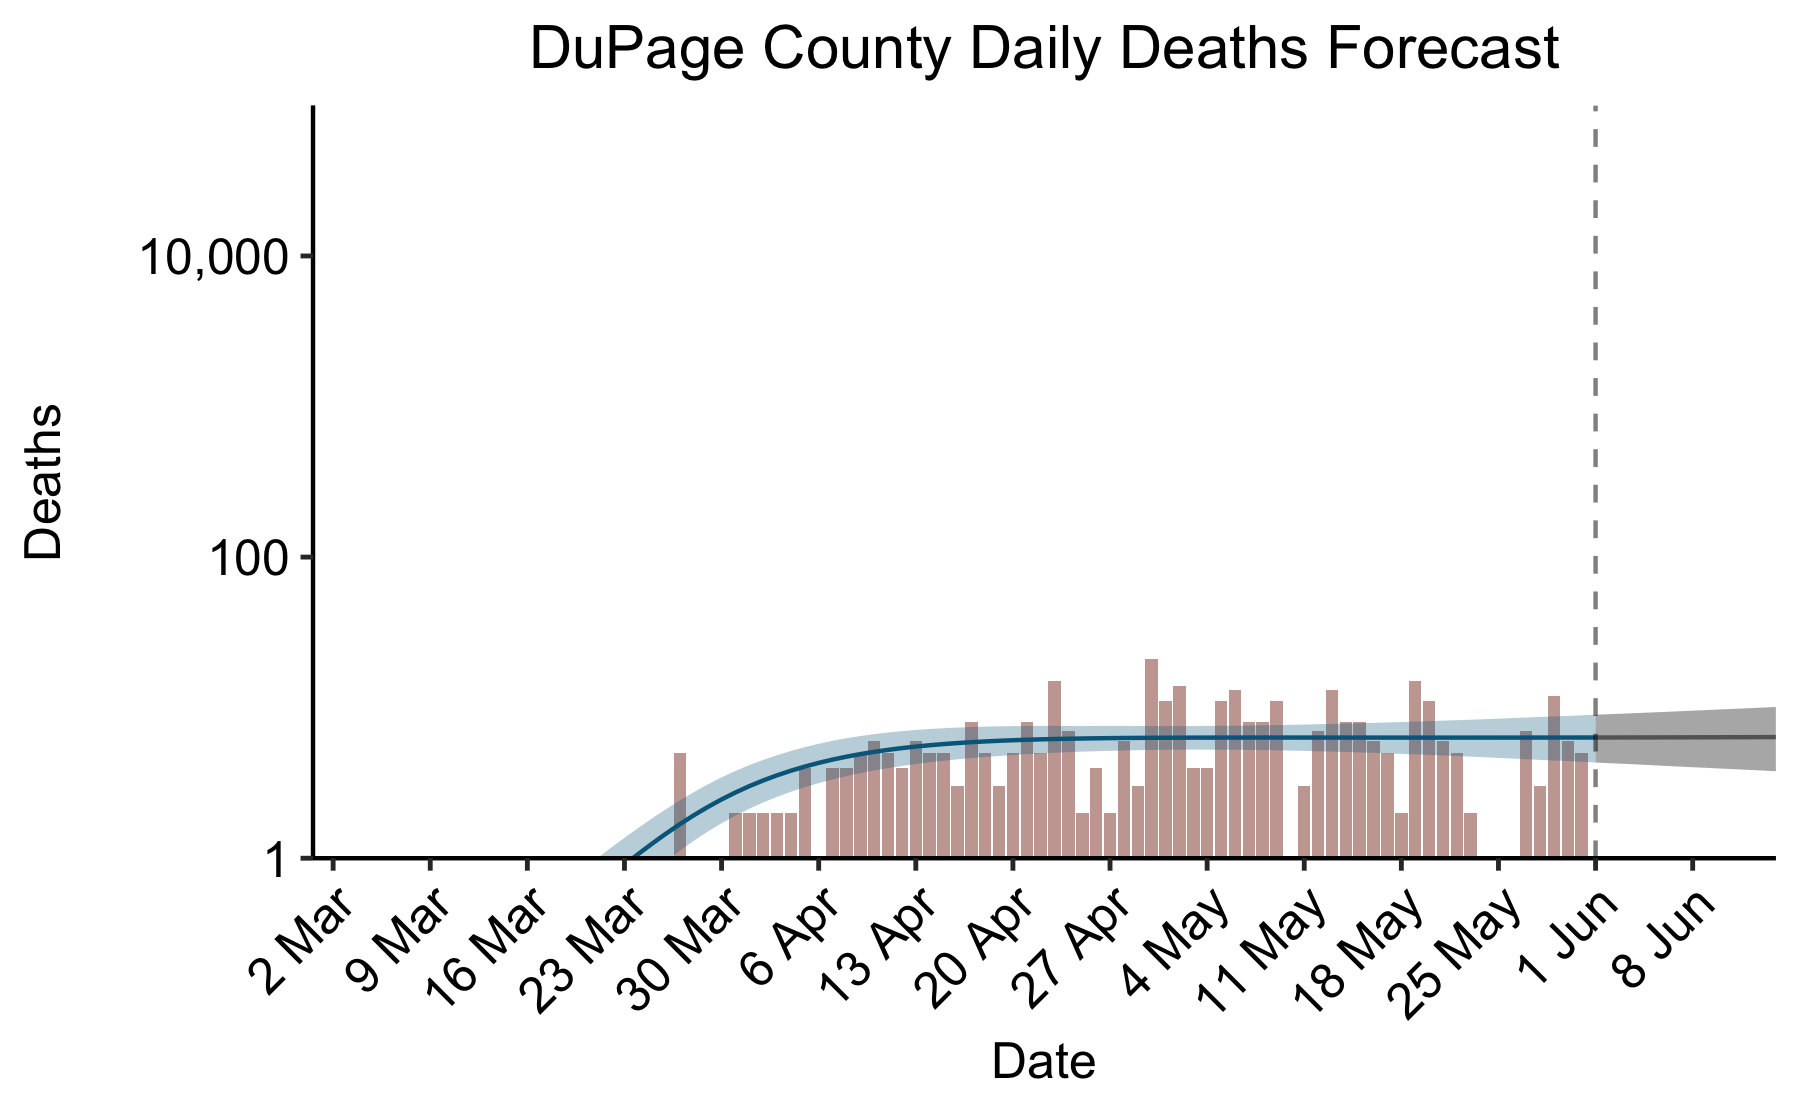 DuPage County Daily Deaths Forecast
10,000
100
1
Deaths
2 Mar
9 Mar
16 Mar
23 Mar
30 Mar
6 Apr
13 Apr
20 Apr
27 Apr
4 May
11 May
18 May
25 May
1 Jun
8 Jun
Date